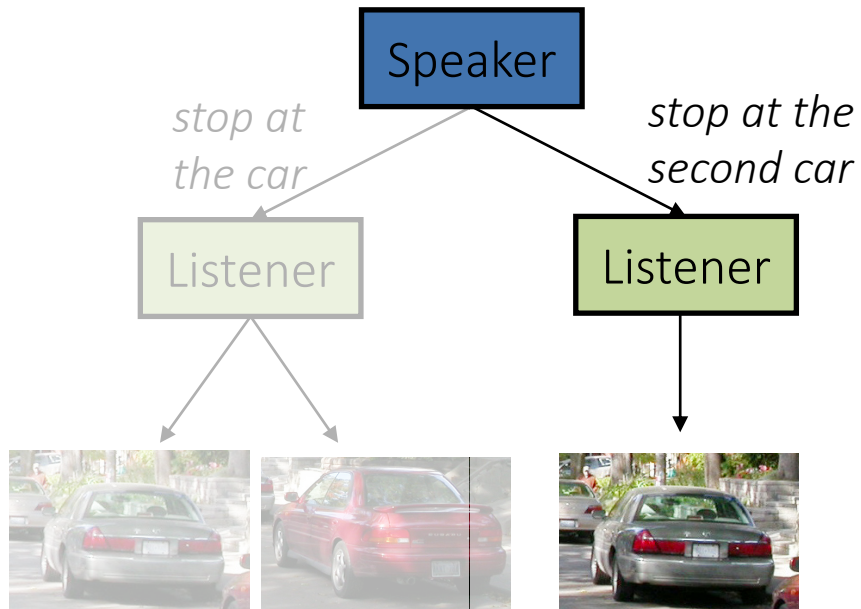 Speaker
stop at
the car
stop at the
second car
Listener
Listener